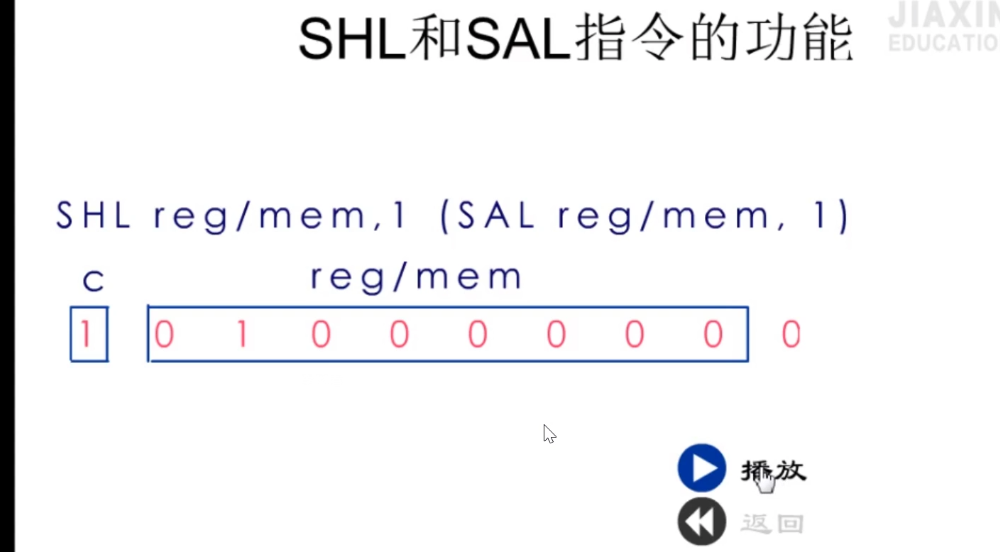 JIAXIN
EDUCATIO
SHL和SAL指令的功能
SHL reg/mem,1 (SAL reg/mem, 1)
C reg/mem
1 0 1 0 0 0 0 0 0 0
播放
返回